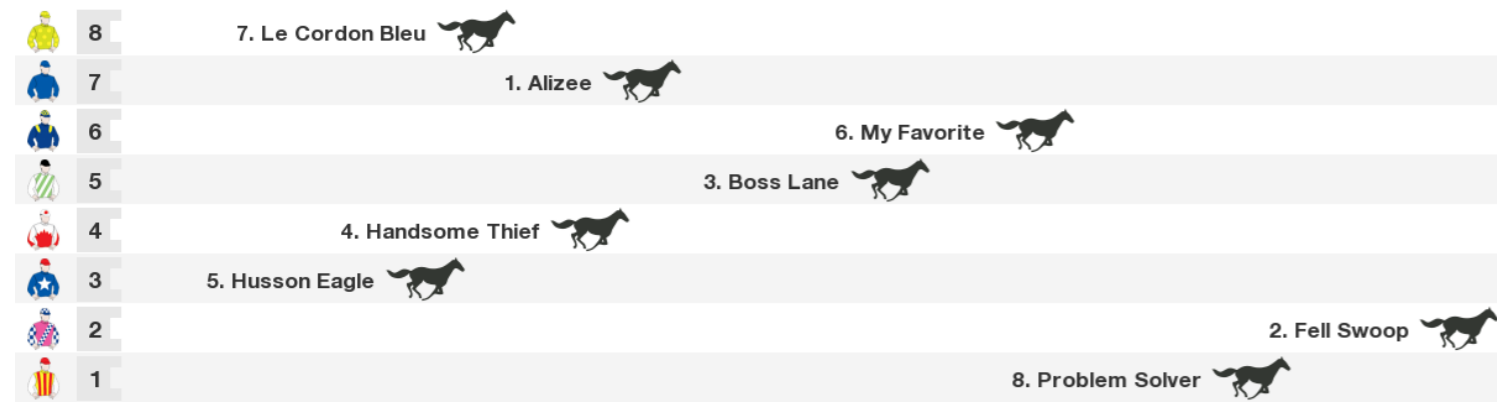 8 7. Le Cordon Bleu
7 1. Alizee
6 6. My Favorite
5 3. Boss Lane
4 4. Handsome Thief
3 5. Husson Eagle
2 2. Fell Swoop
1 8. Problem Solver